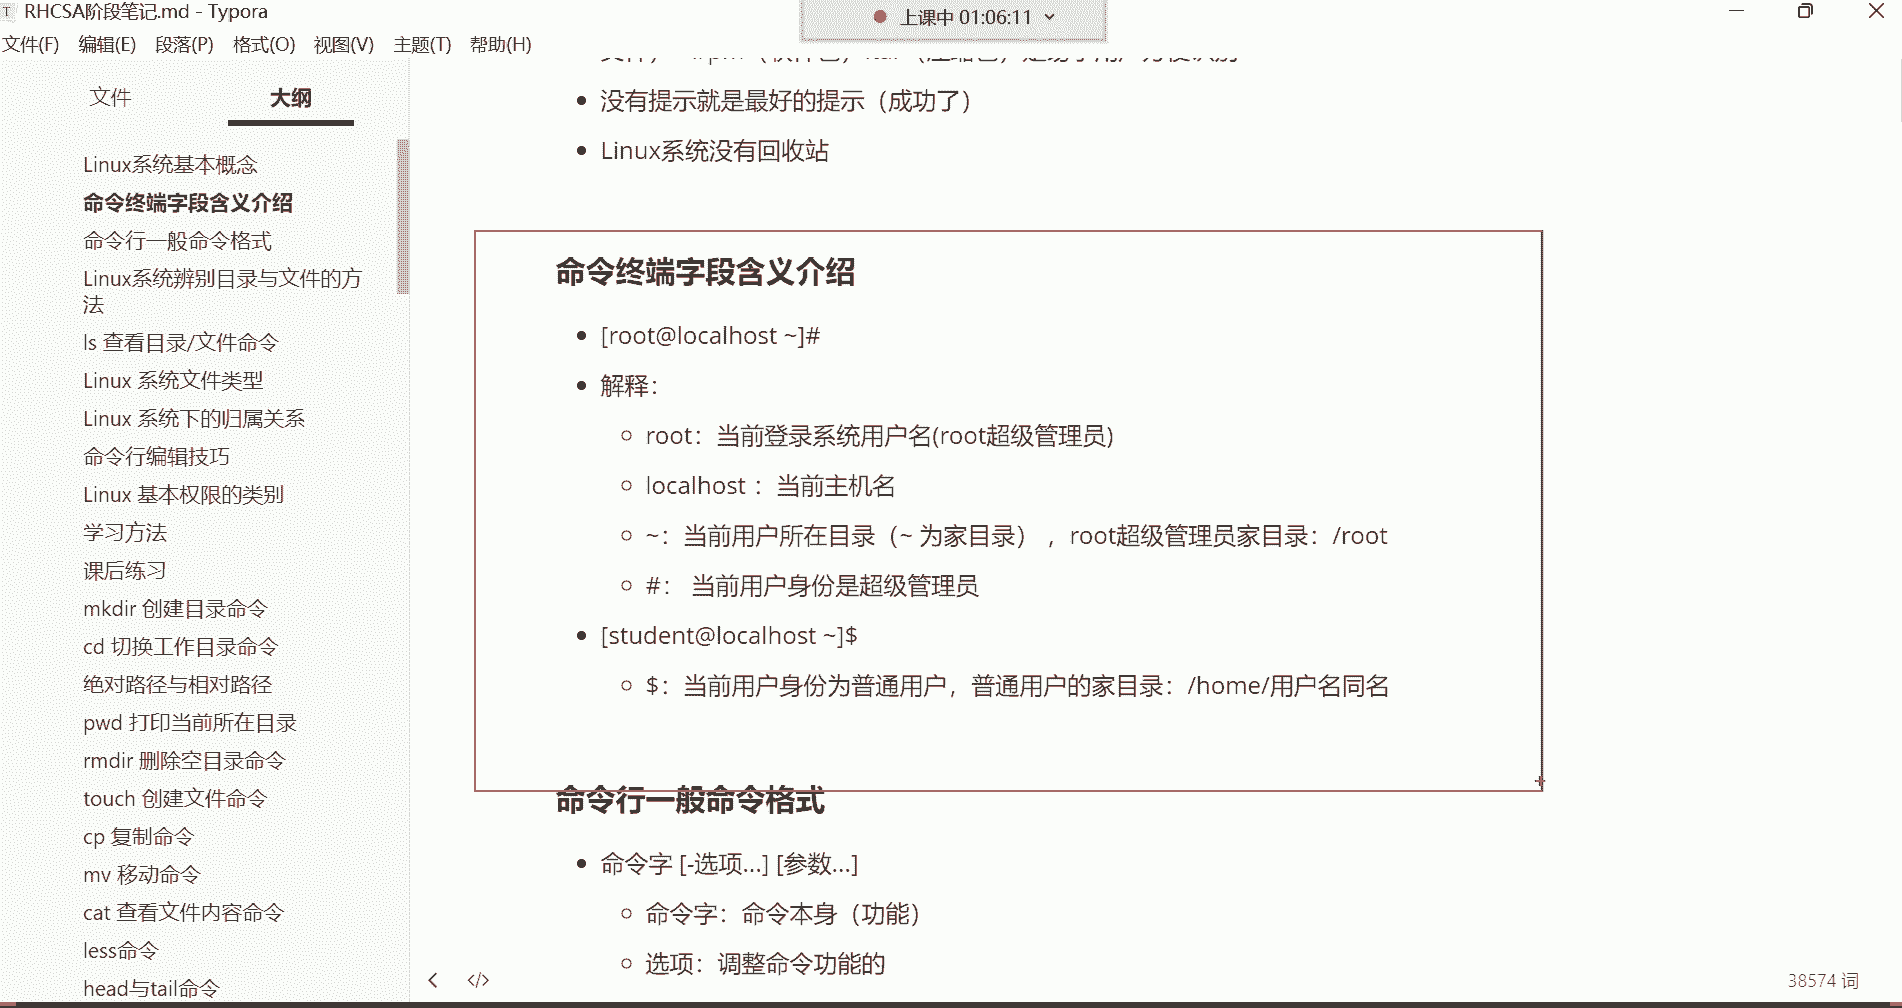 T RHCSA阶段笔记.md - Typora
上课中 01:06:11
文件(F) 编辑(E) 段落(P) 格式(O) 视图(V) 主题(T) 帮助(H)
文件 大纲
Linux系统基本概念
命令终端字段含义介绍
命令行一般命令格式
Linux系统辨别目录与文件的方
法
ls 查看目录/文件命令
Linux 系统文件类型
Linux 系统下的归属关系
命令行编辑技巧
Linux 基本权限的类别
学习方法
课后练习
mkdir 创建目录命令
cd 切换工作目录命令
绝对路径与相对路径
pwd 打印当前所在目录
rmdir 删除空目录命令
touch 创建文件命令
cp 复制命令
mv 移动命令
cat 查看文件内容命令
less命令
head与tail命令
没有提示就是最好的提示（成功了）
Linux系统没有回收站
命令终端字段含义介绍
[root@localhost ~]#
解释：
root：当前登录系统用户名(root超级管理员)
localhost ：当前主机名
~：当前用户所在目录（~ 为家目录），root超级管理员家目录：/root
#： 当前用户身份是超级管理员
[student@localhost ~]$
$：当前用户身份为普通用户，普通用户的家目录：/home/用户名同名
命令行一般命令格式
命令字 [-选项...] [参数...]
命令字：命令本身（功能）
选项：调整命令功能的
</> 38574 词